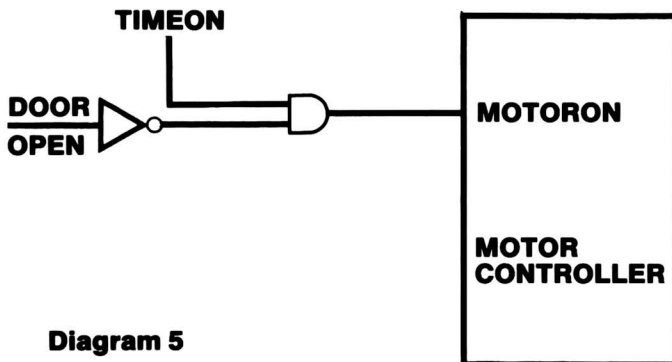 TIMEON
DOOR
OPEN
MOTORON
MOTOR
CONTROLLER
Diagram 5